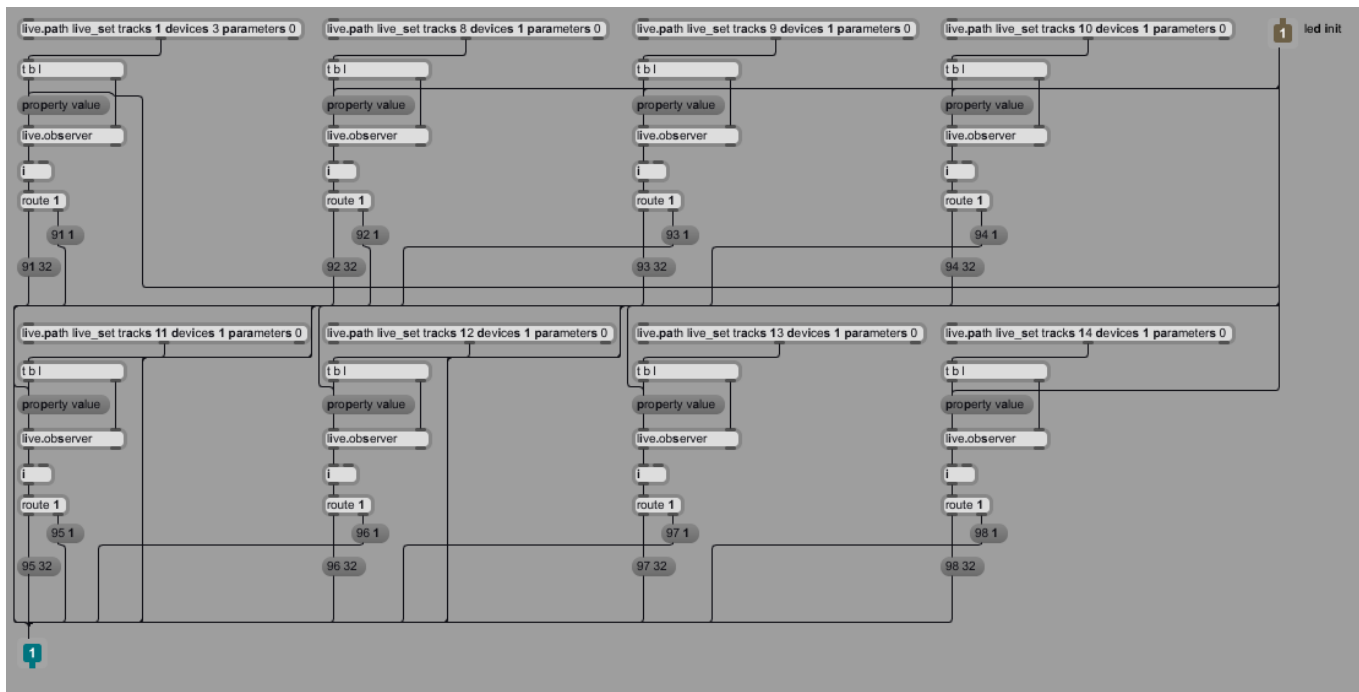 live.path live_set tracks 1 devices 3 parameters 0
live.path live_set tracks 8 devices 1 parameters 0
live.path live_set tracks 9 devices 1 parameters 0
live.path live_set tracks 10 devices 1 parameters 0
1
led init
t b l
t b l
t b l
t b l
property value
property value
property value
property value
live.observer
live.observer
live.observer
live.observer
i
i
i
i
route 1
route 1
route 1
route 1
91 1
92 1
93 1
94 1
91 32
92 32
93 32
94 32
live.path live_set tracks 11 devices 1 parameters 0
live.path live_set tracks 12 devices 1 parameters 0
live.path live_set tracks 13 devices 1 parameters 0
live.path live_set tracks 14 devices 1 parameters 0
t b l
t b l
t b l
t b l
property value
property value
property value
property value
live.observer
live.observer
live.observer
live.observer
i
i
i
i
route 1
route 1
route 1
route 1
95 1
96 1
97 1
98 1
95 32
96 32
97 32
98 32
1